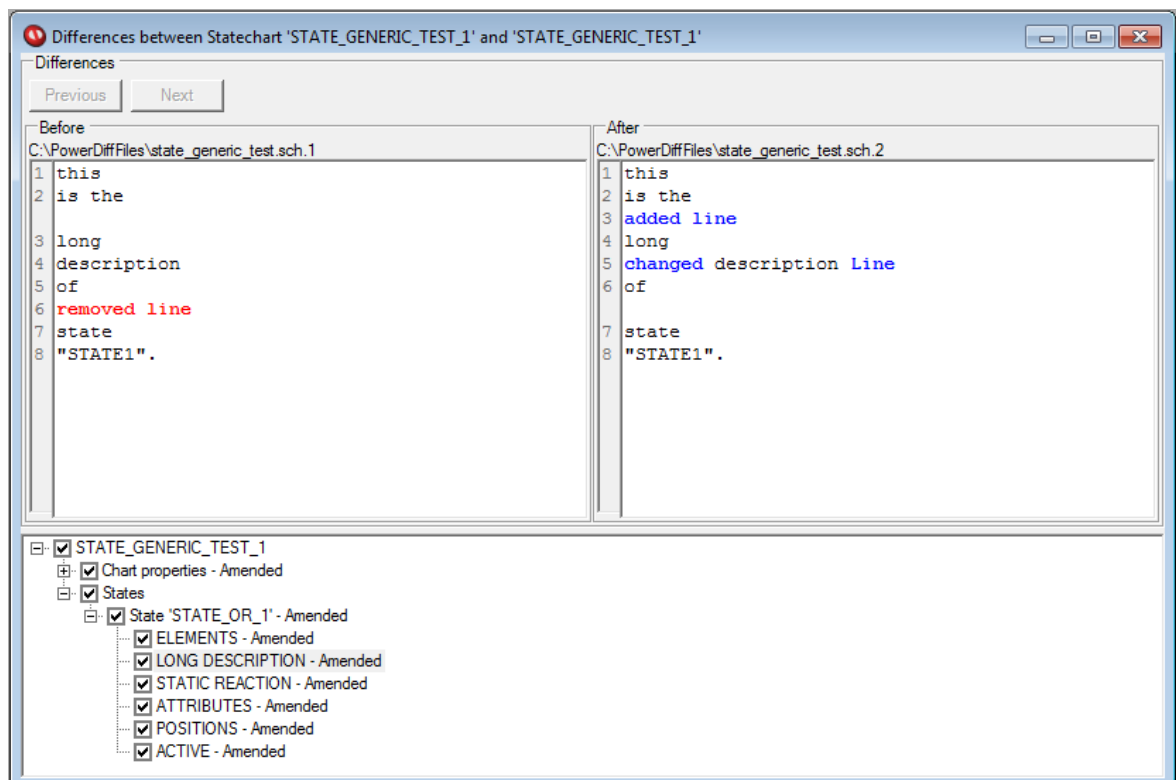 Differences between Statechart 'STATE_GENERIC_TEST_1' and 'STATE_GENERIC_TEST_1'
Differences
Previous Next
Before
C:\PowerDiffFiles\state_generic_test.sch.1
1 this
2 is the
3 long
4 description
5 of
6 removed line
7 state
8 "STATE1".
After
C:\PowerDiffFiles\state_generic_test.sch.2
1 this
2 is the
3 added line
4 long
5 changed description Line
6 of
7 state
8 "STATE1".
STATE_GENERIC_TEST_1
Chart properties - Amended
States
State 'STATE_OR_1' - Amended
ELEMENTS - Amended
LONG DESCRIPTION - Amended
STATIC REACTION - Amended
ATTRIBUTES - Amended
POSITIONS - Amended
ACTIVE - Amended